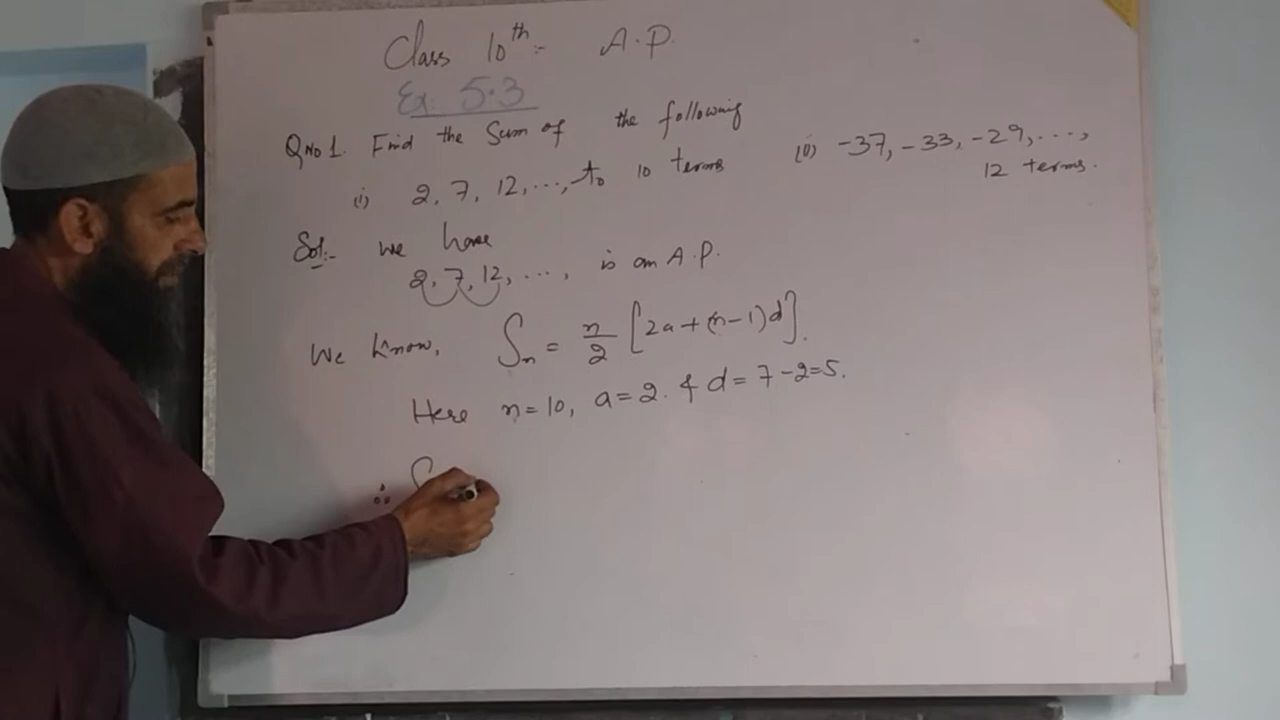 Class 10th:- A.P.
Ex. 5.3
QNo1. Find the Sum of the following
(i) 2, 7, 12, ..., to 10 terms
(ii) -37, -33, -29, ...,
12 terms.
Sol:- We have
2, 7, 12, ..., is an A.P.
We know, Sn = n/2 [2a+(n-1)d].
Here n=10, a=2. & d= 7-2=5.
∴ S